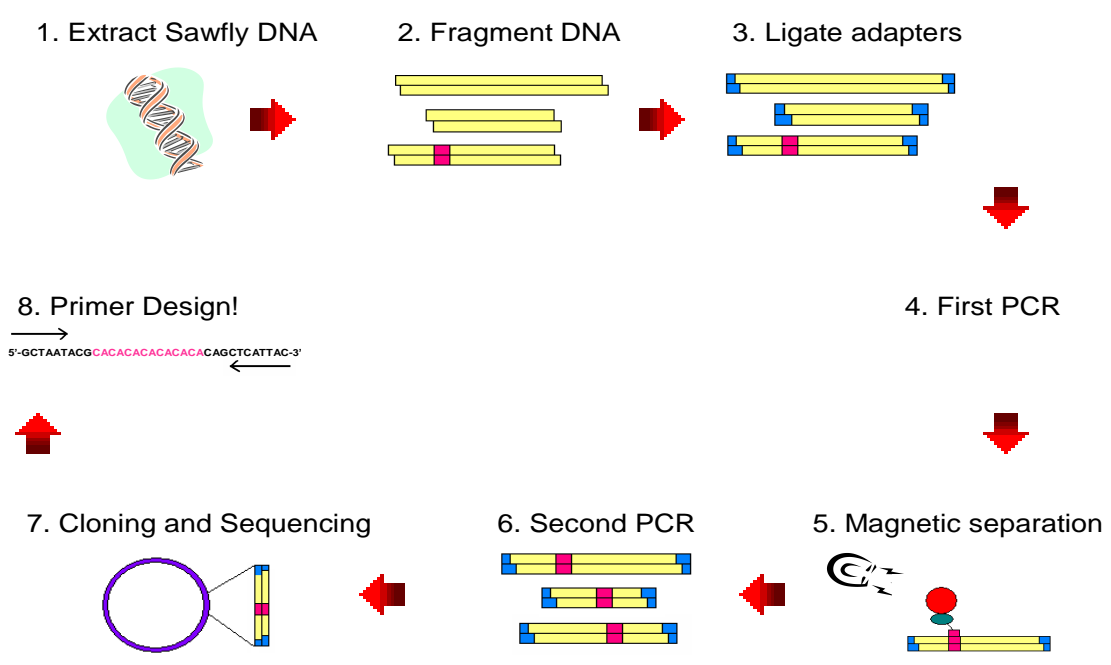 1. Extract Sawfly DNA
2. Fragment DNA
3. Ligate adapters
4. First PCR
5. Magnetic separation
6. Second PCR
7. Cloning and Sequencing
8. Primer Design!
5’-GCTAATACGCACACACACACACACAGCTCATTAC-3’